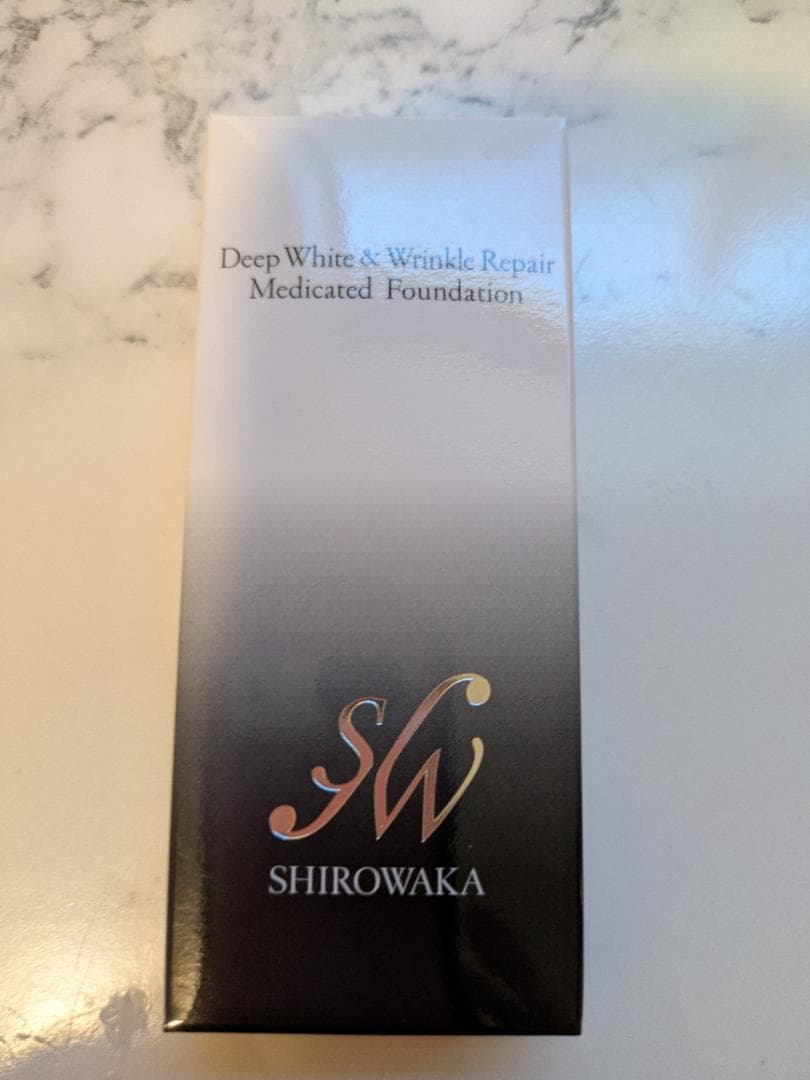 Deep White & Wrinkle Repair
Medicated Foundation
SW
SHIROWAKA